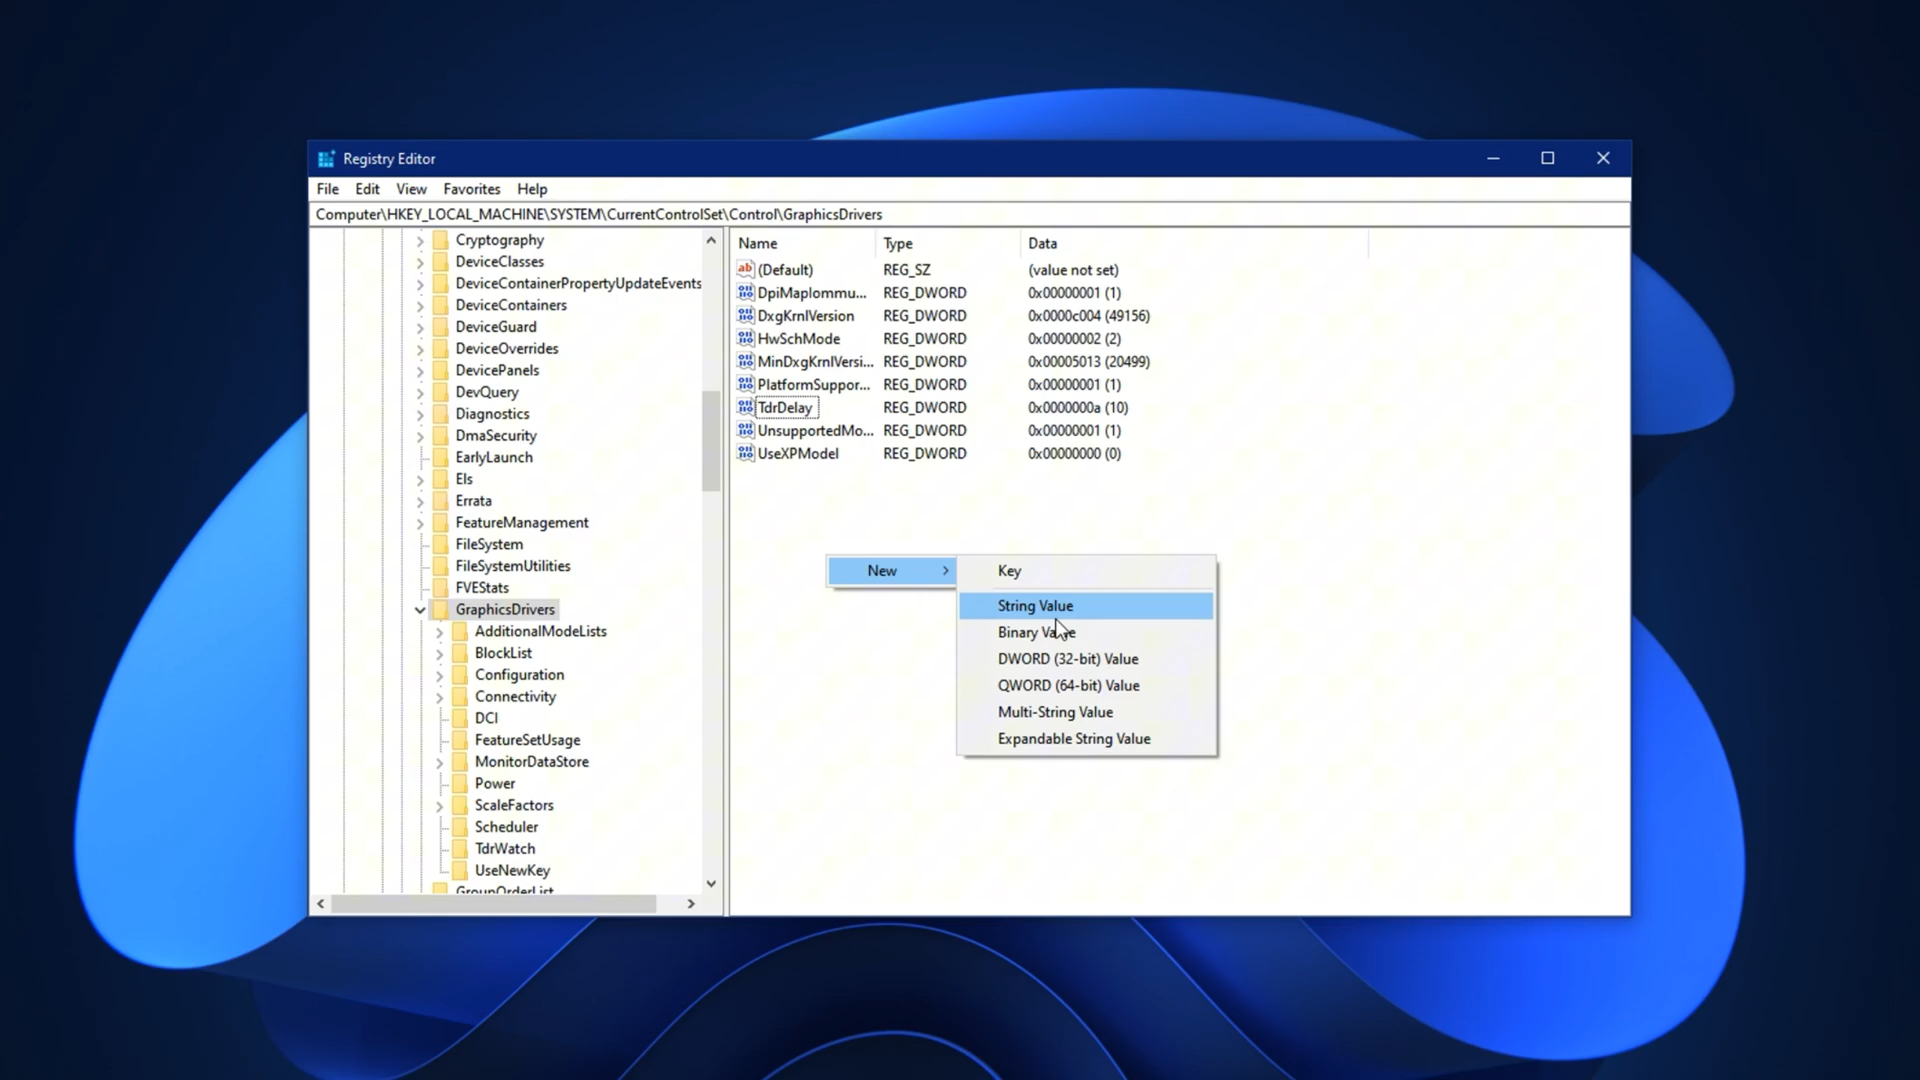 Registry Editor
File Edit View Favorites Help
Computer\HKEY_LOCAL_MACHINE\SYSTEM\CurrentControlSet\Control\GraphicsDrivers
Cryptography
DeviceClasses
DeviceContainerPropertyUpdateEvents
DeviceContainers
DeviceGuard
DeviceOverrides
DevicePanels
DevQuery
Diagnostics
DmaSecurity
EarlyLaunch
Els
Errata
FeatureManagement
FileSystem
FileSystemUtilities
FVEStats
GraphicsDrivers
AdditionalModeLists
BlockList
Configuration
Connectivity
DCI
FeatureSetUsage
MonitorDataStore
Power
ScaleFactors
Scheduler
TdrWatch
UseNewKey
GroupOrderList
Name Type Data
(Default) REG_SZ (value not set)
DpiMapIommu... REG_DWORD 0x00000001 (1)
DxgKrnlVersion REG_DWORD 0x0000c004 (49156)
HwSchMode REG_DWORD 0x00000002 (2)
MinDxgKrnlVersi... REG_DWORD 0x00005013 (20499)
PlatformSuppor... REG_DWORD 0x00000001 (1)
TdrDelay REG_DWORD 0x0000000a (10)
UnsupportedMo... REG_DWORD 0x00000001 (1)
UseXPModel REG_DWORD 0x00000000 (0)
New
Key
String Value
Binary Value
DWORD (32-bit) Value
QWORD (64-bit) Value
Multi-String Value
Expandable String Value